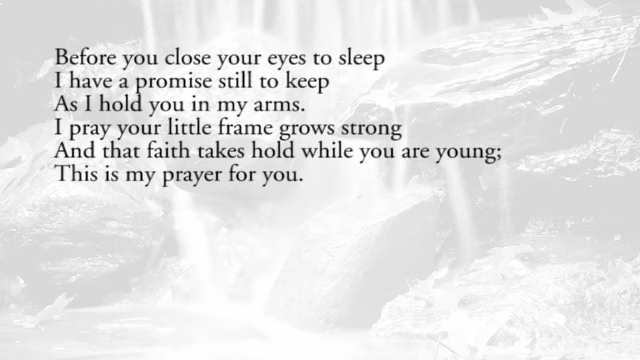 Before you close your eyes to sleep
I have a promise still to keep
As I hold you in my arms.
I pray your little frame grows strong
And that faith takes hold while you are young;
This is my prayer for you.